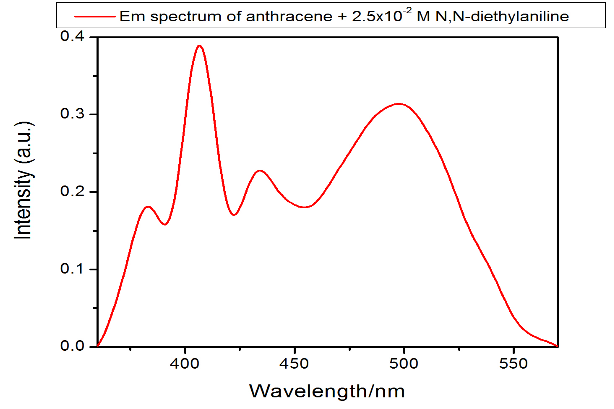 Em spectrum of anthracene + 2.5x10⁻² M N,N-diethylaniline
0.4
0.3
0.2
0.1
0.0
Intensity (a.u.)
400 450 500 550
Wavelength/nm